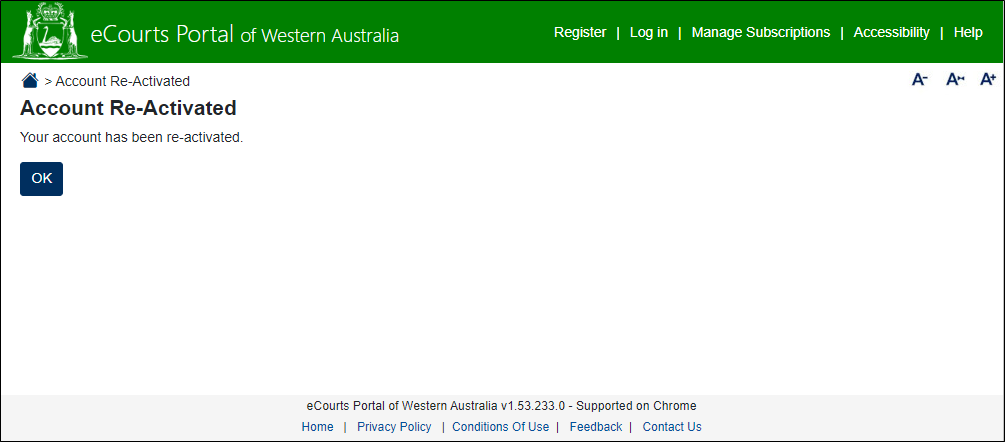 eCourts Portal of Western Australia
Register | Log in | Manage Subscriptions | Accessibility | Help
> Account Re-Activated
A- A↔ A+
Account Re-Activated
Your account has been re-activated.
OK
eCourts Portal of Western Australia v1.53.233.0 - Supported on Chrome
Home | Privacy Policy | Conditions Of Use | Feedback | Contact Us